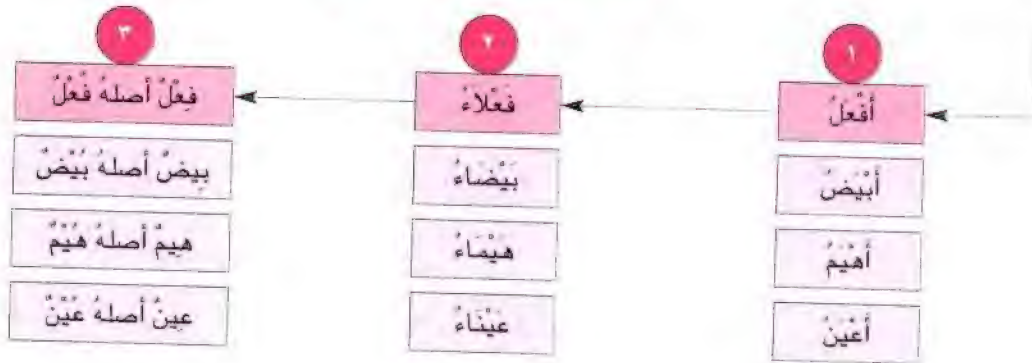 ١
أَفْعَلُ
أَبْيَضُ
أَهْيَمُ
أَعْيَنُ
٢
فَعْلَاءُ
بَيْضَاءُ
هَيْمَاءُ
عَيْنَاءُ
٣
فِعْلٌ أصلهُ فُعْلٌ
بِيضٌ أصلهُ بُيْضٌ
هِيمٌ أصلهُ هُيْمٌ
عِينٌ أصلهُ عُيْنٌ